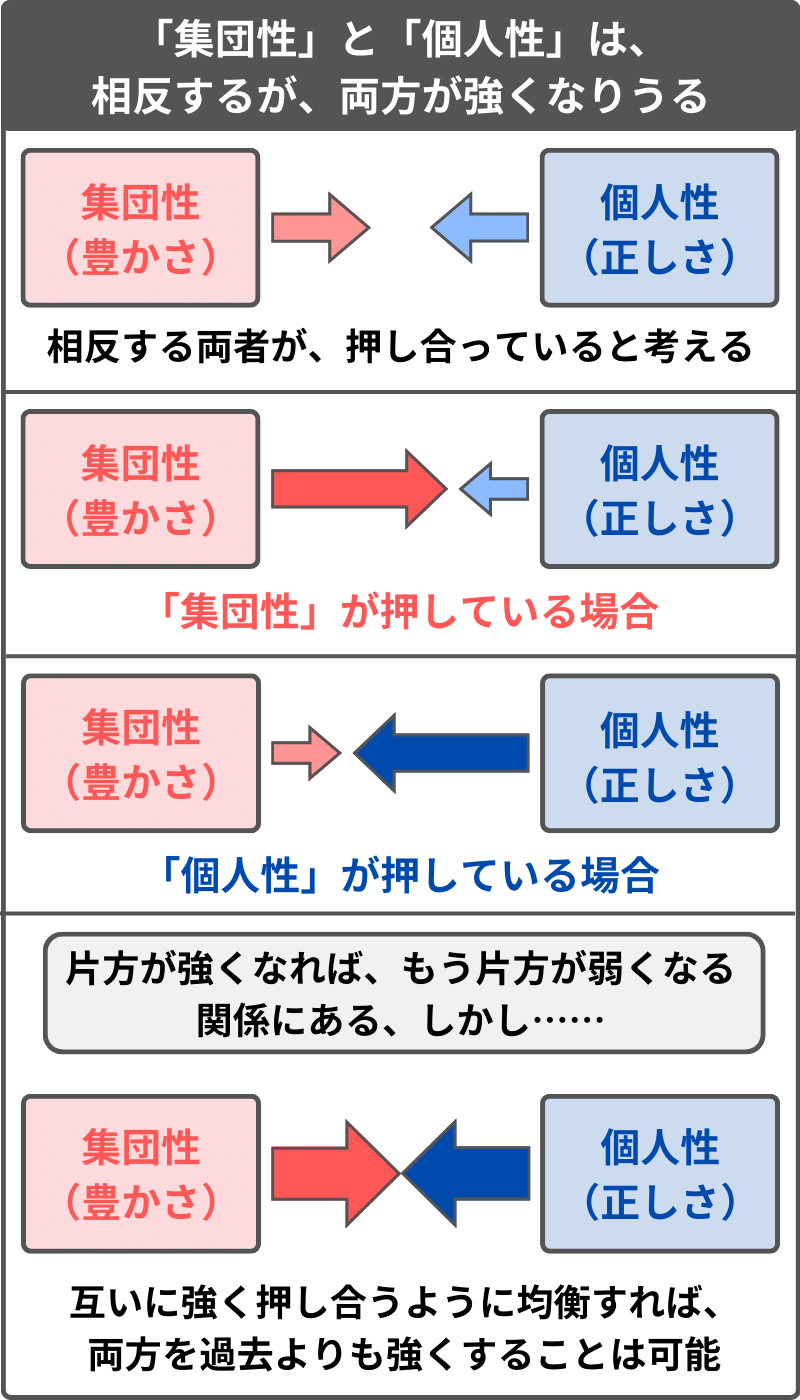 「集団性」と「個人性」は、
相反するが、両方が強くなりうる
集団性
（豊かさ）
個人性
（正しさ）
相反する両者が、押し合っていると考える
集団性
（豊かさ）
個人性
（正しさ）
「集団性」が押している場合
集団性
（豊かさ）
個人性
（正しさ）
「個人性」が押している場合
片方が強くなれば、もう片方が弱くなる
関係にある、しかし……
集団性
（豊かさ）
個人性
（正しさ）
互いに強く押し合うように均衡すれば、
両方を過去よりも強くすることは可能